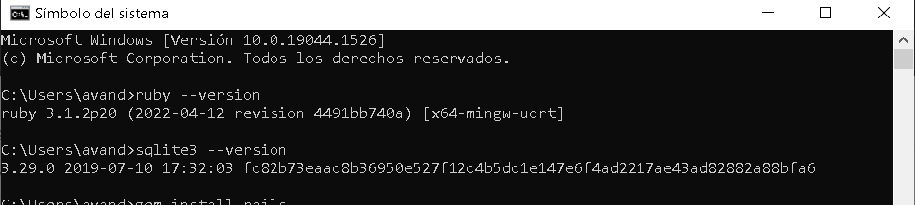 Símbolo del sistema
Microsoft Windows [Versión 10.0.19044.1526]
(c) Microsoft Corporation. Todos los derechos reservados.
C:\Users\avand>ruby --version
ruby 3.1.2p20 (2022-04-12 revision 4491bb740a) [x64-mingw-ucrt]
C:\Users\avand>sqlite3 --version
3.29.0 2019-07-10 17:32:03 fc82b73eaac8b36950e527f12c4b5dc1e147e6f4ad2217ae43ad82882a88bfa6
C:\Users\avand>gem install rails